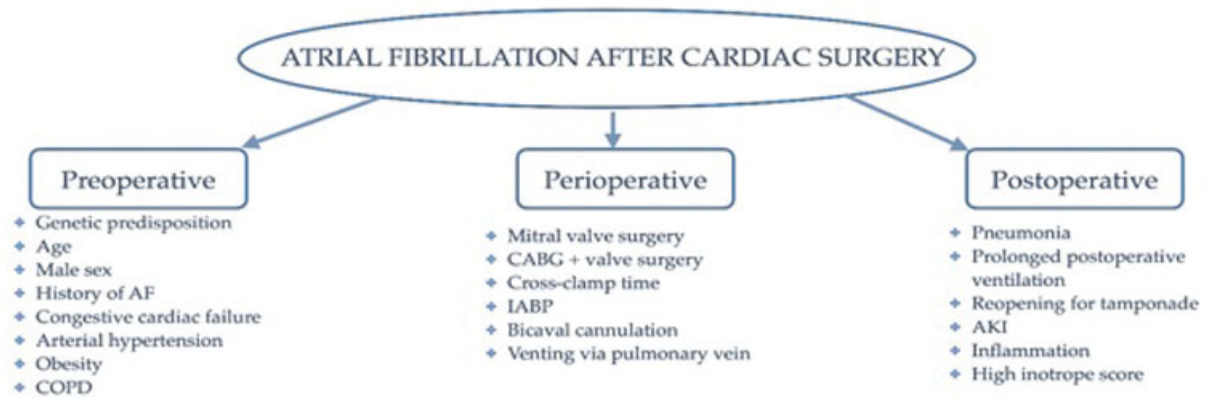 ATRIAL FIBRILLATION AFTER CARDIAC SURGERY
Preoperative
Genetic predisposition
Age
Male sex
History of AF
Congestive cardiac failure
Arterial hypertension
Obesity
COPD
Perioperative
Mitral valve surgery
CABG + valve surgery
Cross-clamp time
IABP
Bicaval cannulation
Venting via pulmonary vein
Postoperative
Pneumonia
Prolonged postoperative
ventilation
Reopening for tamponade
AKI
Inflammation
High inotrope score